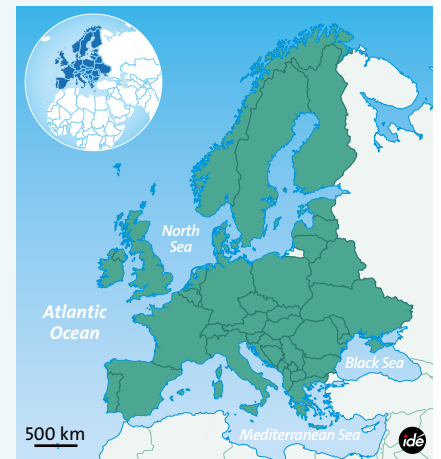 North
Sea
Atlantic
Ocean
Black Sea
500 km
Mediterranean Sea
idé